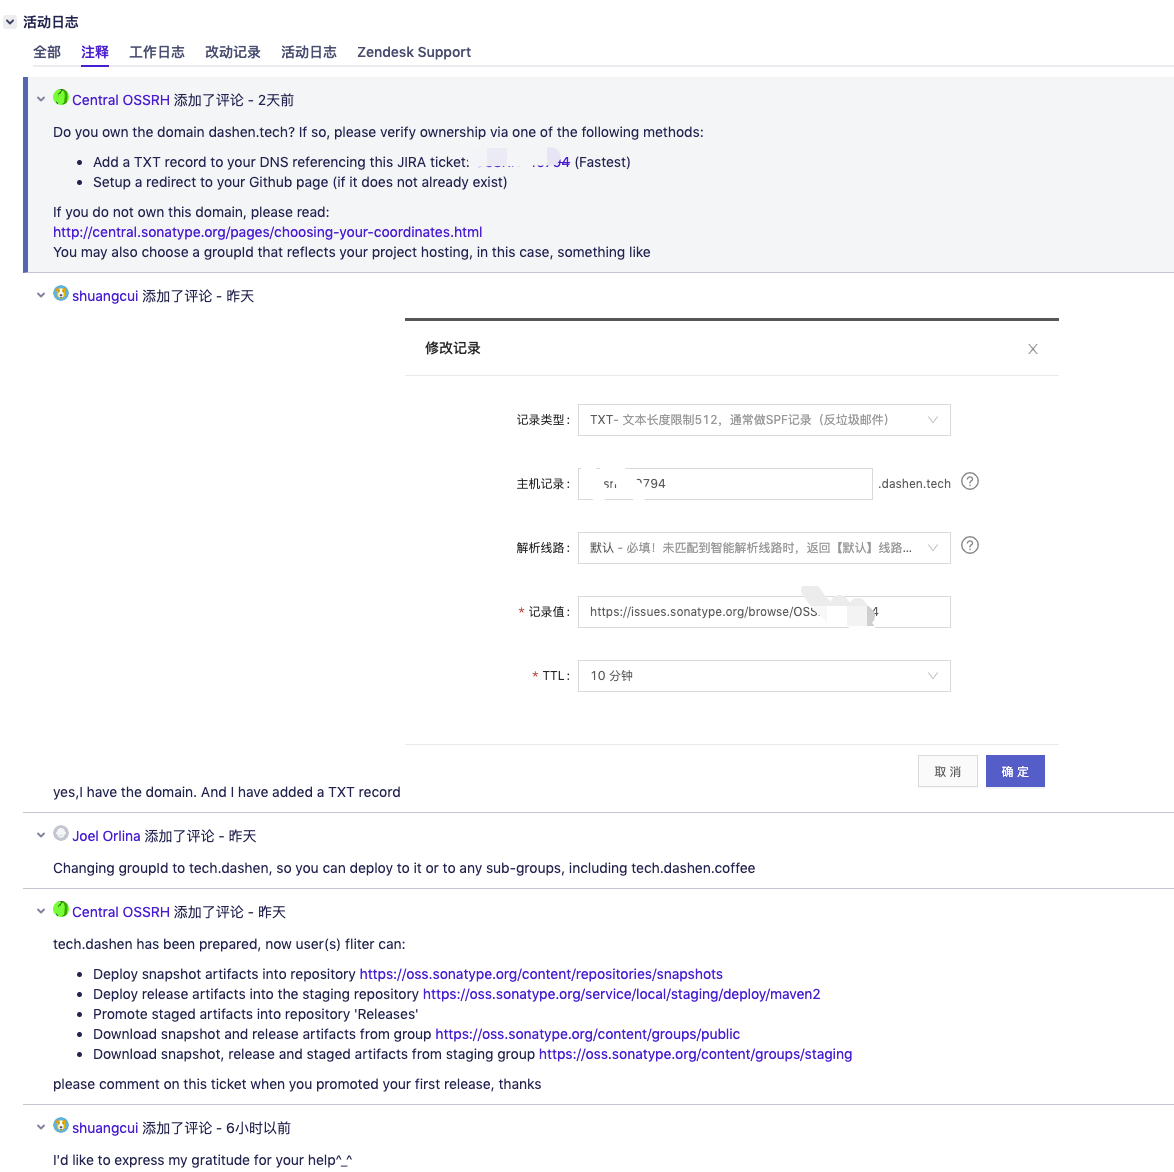 活动日志
全部 注释 工作日志 改动记录 活动日志 Zendesk Support
Central OSSRH 添加了评论 - 2天前
Do you own the domain dashen.tech? If so, please verify ownership via one of the following methods:
• Add a TXT record to your DNS referencing this JIRA ticket: (Fastest)
• Setup a redirect to your Github page (if it does not already exist)
If you do not own this domain, please read:
http://central.sonatype.org/pages/choosing-your-coordinates.html
You may also choose a groupId that reflects your project hosting, in this case, something like
shuangcui 添加了评论 - 昨天
修改记录
记录类型: TXT- 文本长度限制512，通常做SPF记录（反垃圾邮件）
主机记录: 794 .dashen.tech
解析线路: 默认 - 必填！未匹配到智能解析线路时，返回【默认】线路...
* 记录值: https://issues.sonatype.org/browse/OSS
* TTL: 10 分钟
取 消 确 定
yes,I have the domain. And I have added a TXT record
Joel Orlina 添加了评论 - 昨天
Changing groupId to tech.dashen, so you can deploy to it or to any sub-groups, including tech.dashen.coffee
Central OSSRH 添加了评论 - 昨天
tech.dashen has been prepared, now user(s) fliter can:
• Deploy snapshot artifacts into repository https://oss.sonatype.org/content/repositories/snapshots
• Deploy release artifacts into the staging repository https://oss.sonatype.org/service/local/staging/deploy/maven2
• Promote staged artifacts into repository 'Releases'
• Download snapshot and release artifacts from group https://oss.sonatype.org/content/groups/public
• Download snapshot, release and staged artifacts from staging group https://oss.sonatype.org/content/groups/staging
please comment on this ticket when you promoted your first release, thanks
shuangcui 添加了评论 - 6小时以前
I'd like to express my gratitude for your help^_^